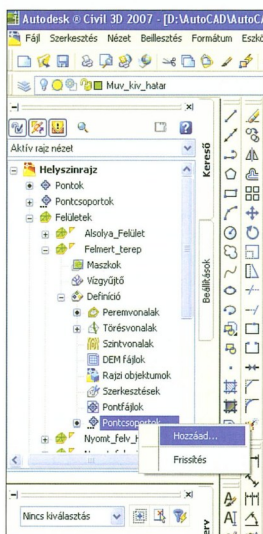 Autodesk ® Civil 3D 2007 - [D:\AutoCAD\AutoCA
Fájl Szerkesztés Nézet Beillesztés Formátum Eszkö
Muv_kiv_hatar
Aktív rajz nézet
Kereső
Helyszinrajz
Pontok
Pontcsoportok
Felületek
Alsolya_Felület
Felmert_terep
Maszkok
Vízgyűjtő
Definíció
Beállítások
Peremvonalak
Törésvonalak
Szintvonalak
DEM fájlok
Rajzi objektumok
Szerkesztések
Pontfájlok
Pontcsoportok
Hozzáad...
Nyomt_felv_
Frissítés
Nincs kiválasztás